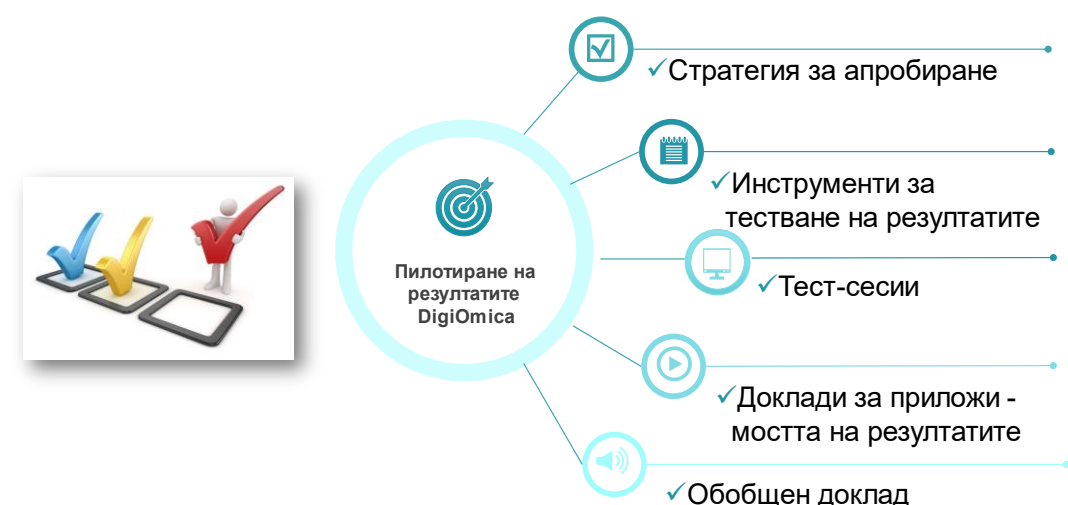 Стратегия за апробиране
Инструменти за
тестване на резултатите
Пилотиране на
резултатите
DigiOmica
Тест-сесии
Доклади за приложи -
мостта на резултатите
Обобщен доклад